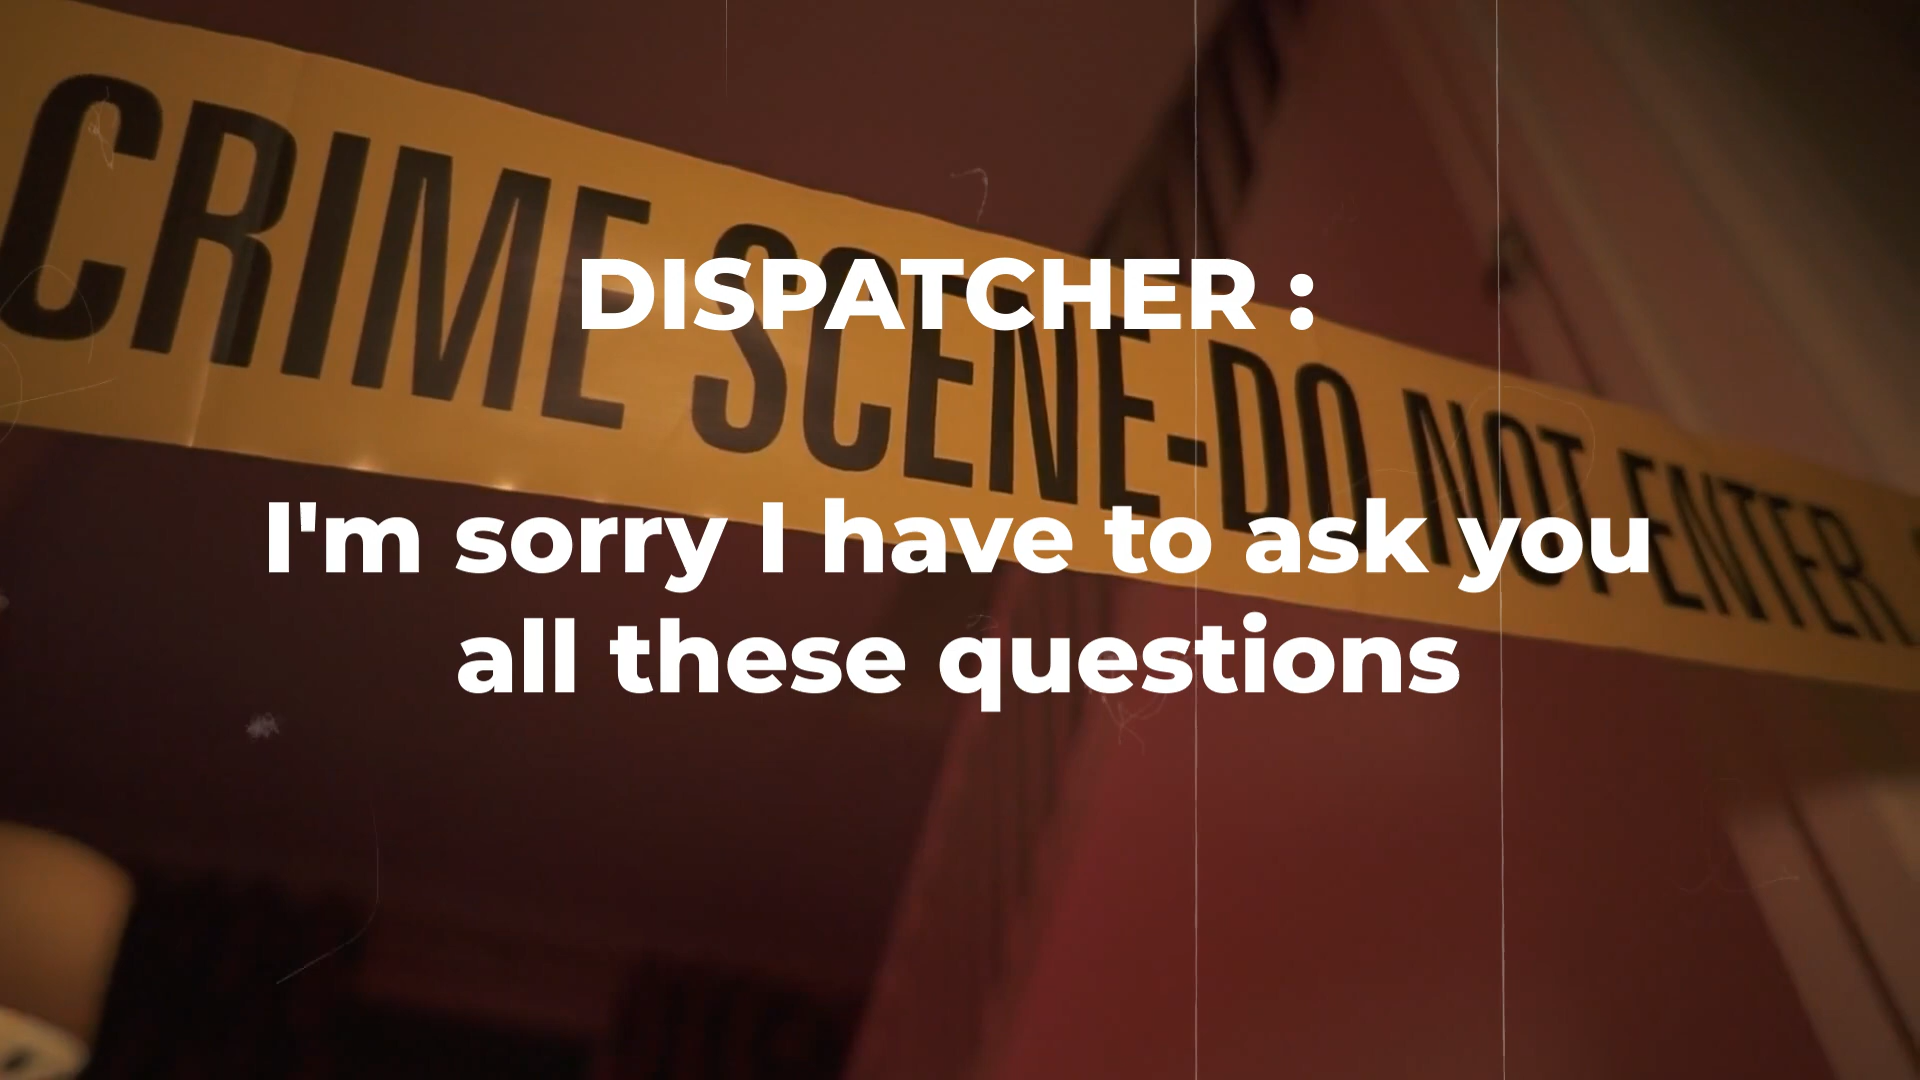 CRIME SCENE-DO NOT ENTER
DISPATCHER :
I'm sorry I have to ask you
all these questions